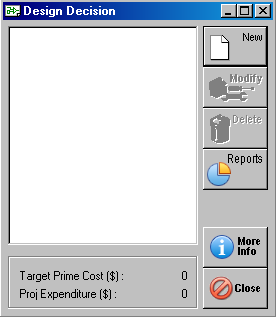 Design Decision
New
Modify
Delete
Reports
More
Info
Target Prime Cost ($) : 0
Proj Expenditure ($) : 0
Close